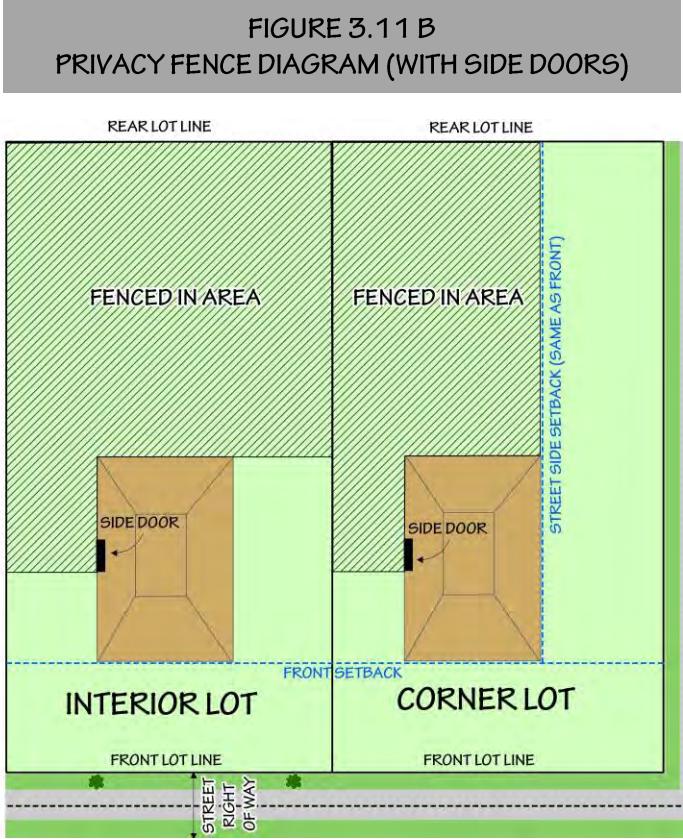 FIGURE 3.11 B
PRIVACY FENCE DIAGRAM (WITH SIDE DOORS)
REAR LOT LINE
REAR LOT LINE
FENCED IN AREA
FENCED IN AREA
STREET SIDE SETBACK (SAME AS FRONT)
SIDE DOOR
SIDE DOOR
FRONT SETBACK
INTERIOR LOT
CORNER LOT
FRONT LOT LINE
FRONT LOT LINE
STREET
RIGHT
OF WAY